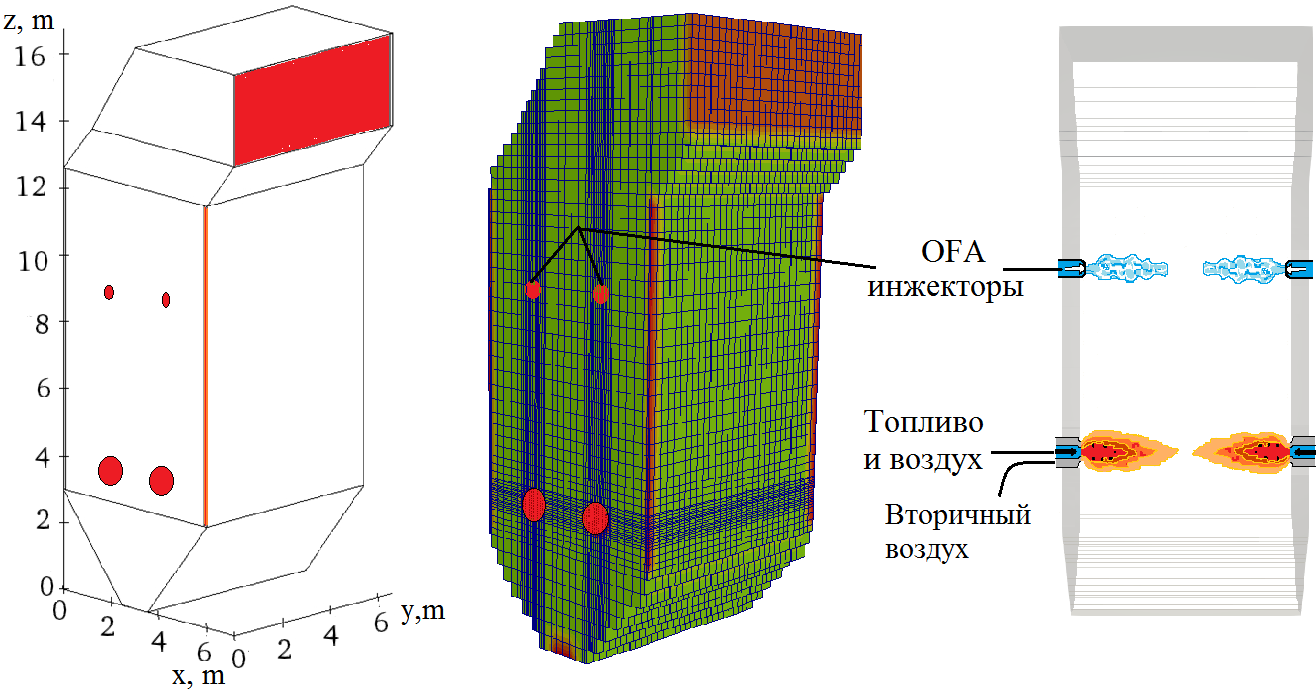 z, m
16
14
12
10
8
6
4
2
0
0
2
4
6
x, m
0
2
4
6
y,m
OFA
инжекторы
Топливо
и воздух
Вторичный
воздух